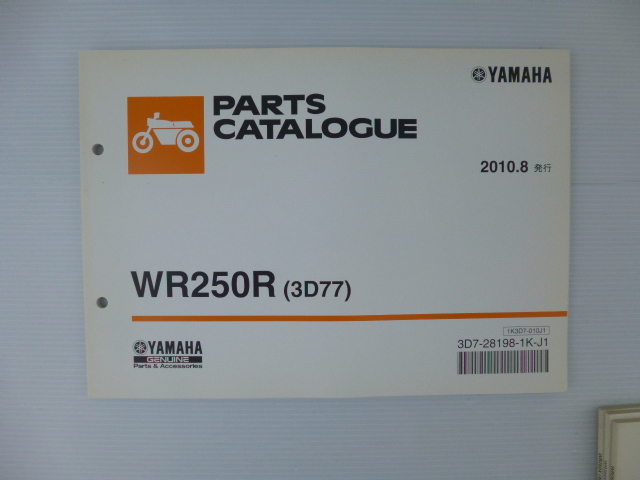 YAMAHA
PARTS
CATALOGUE
2010.8 発行
WR250R (3D77)
1K3D7-010J1
3D7-28198-1K-J1
YAMAHA
GENUINE
Parts & Accessories